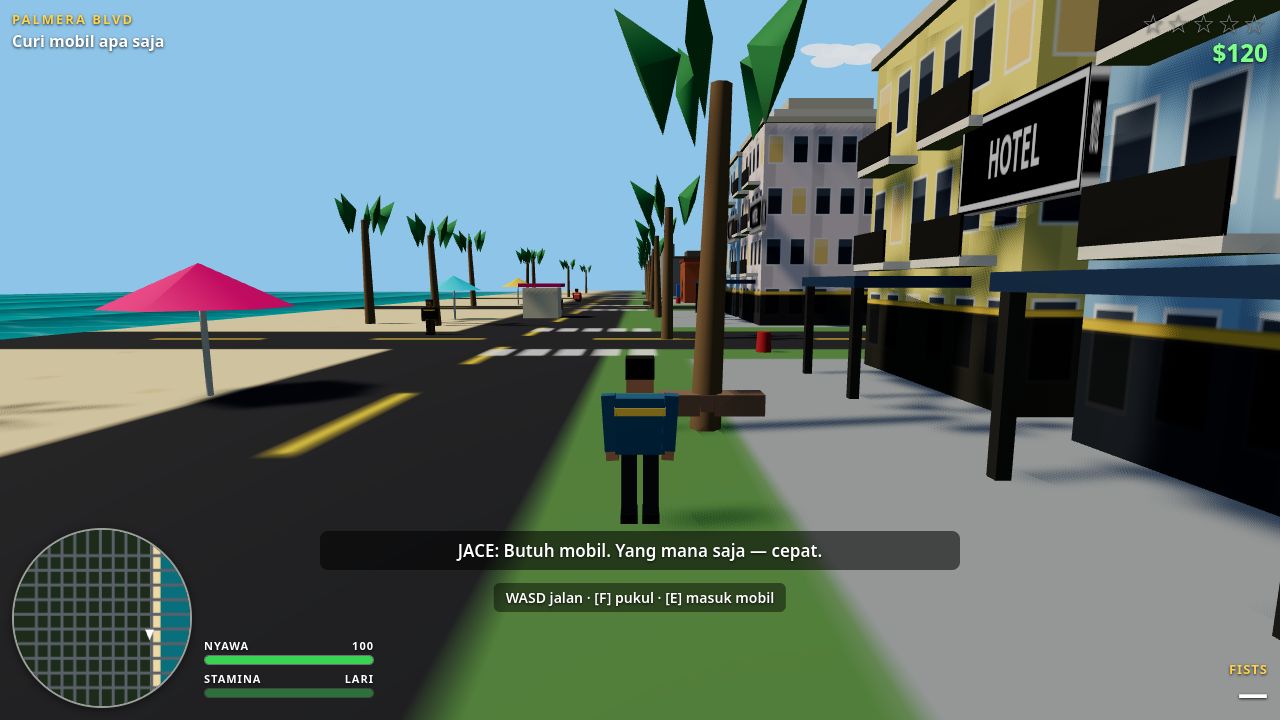 PALMERA BLVD
Curi mobil apa saja
$120
HOTEL
JACE: Butuh mobil. Yang mana saja — cepat.
WASD jalan · [F] pukul · [E] masuk mobil
NYAWA 100
STAMINA LARI
FISTS